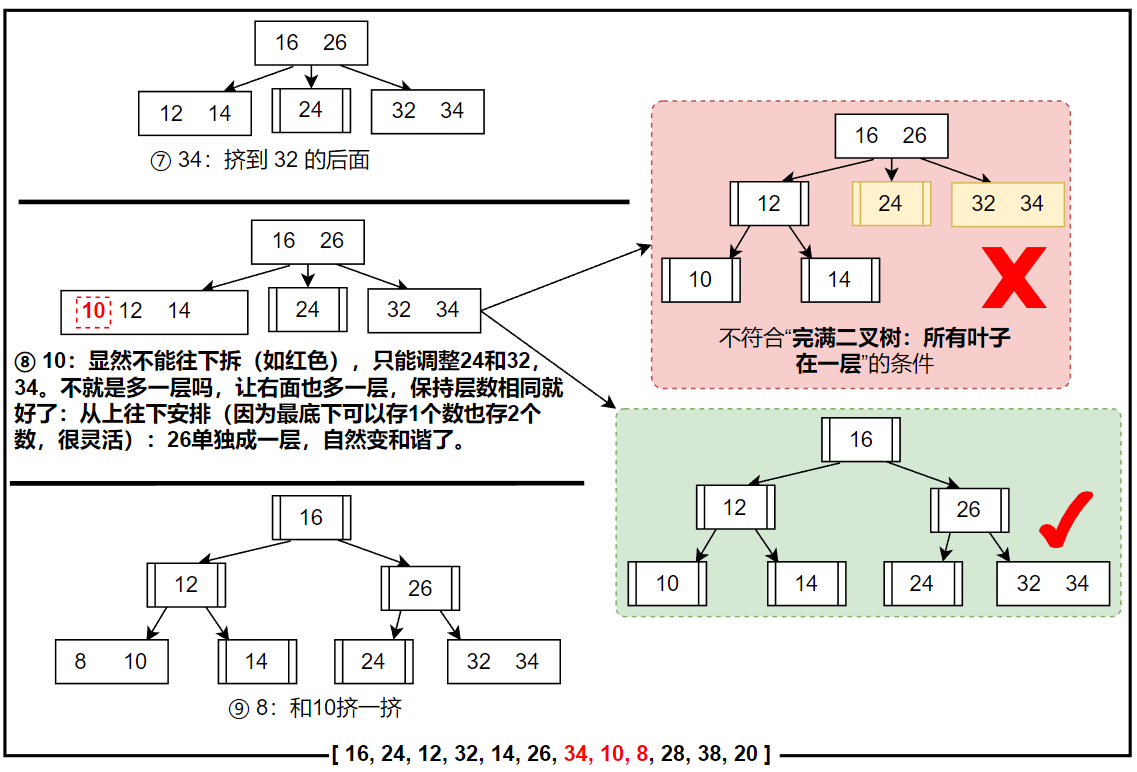 16 26
12 14
24
32 34
⑦ 34：挤到 32 的后面
16 26
10 12 14
24
32 34
⑧ 10：显然不能往下拆（如红色），只能调整24和32，
34。不就是多一层吗，让右面也多一层，保持层数相同就
好了：从上往下安排（因为最底下可以存1个数也存2个
数，很灵活）：26单独成一层，自然变和谐了。
16 26
12
24
32 34
10
14
X
不符合“完满二叉树：所有叶子
在一层”的条件
16
12
26
10
14
24
32 34
16
12
26
8 10
14
24
32 34
⑨ 8：和10挤一挤
[ 16, 24, 12, 32, 14, 26, 34, 10, 8, 28, 38, 20 ]